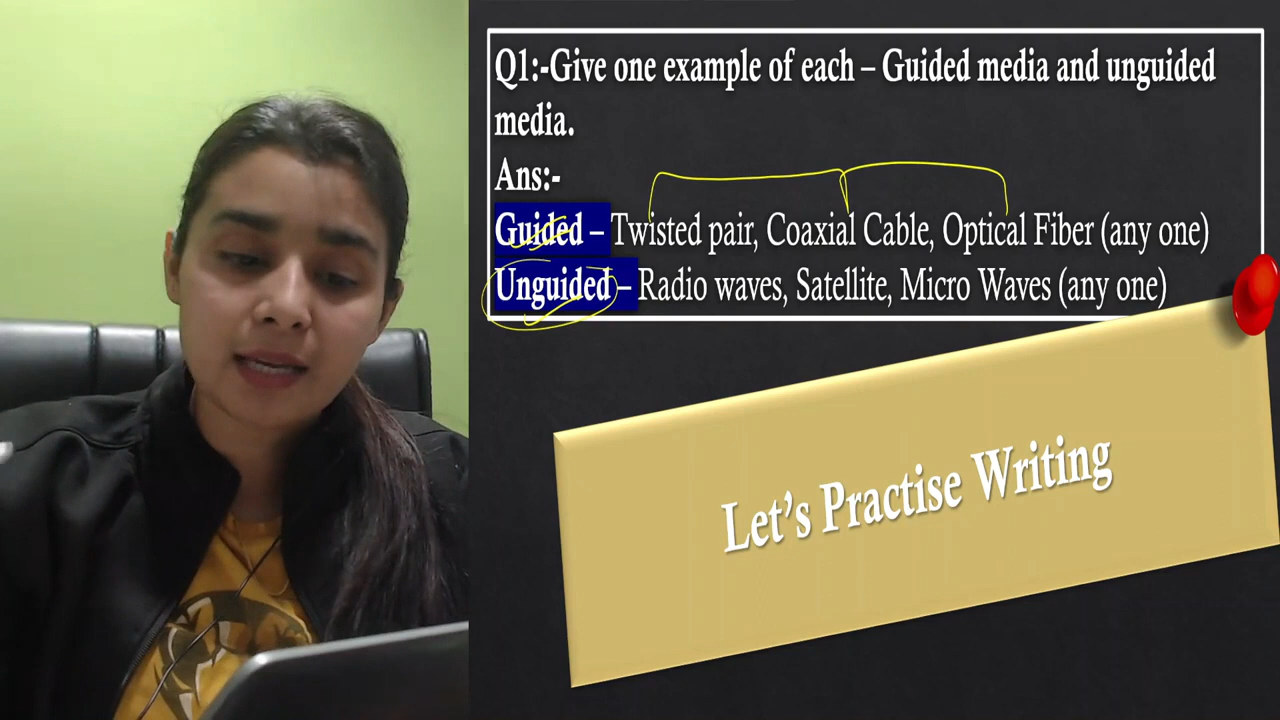 Q1:-Give one example of each – Guided media and unguided
media.
Ans:-
Guided – Twisted pair, Coaxial Cable, Optical Fiber (any one)
Unguided – Radio waves, Satellite, Micro Waves (any one)
Let's Practise Writing